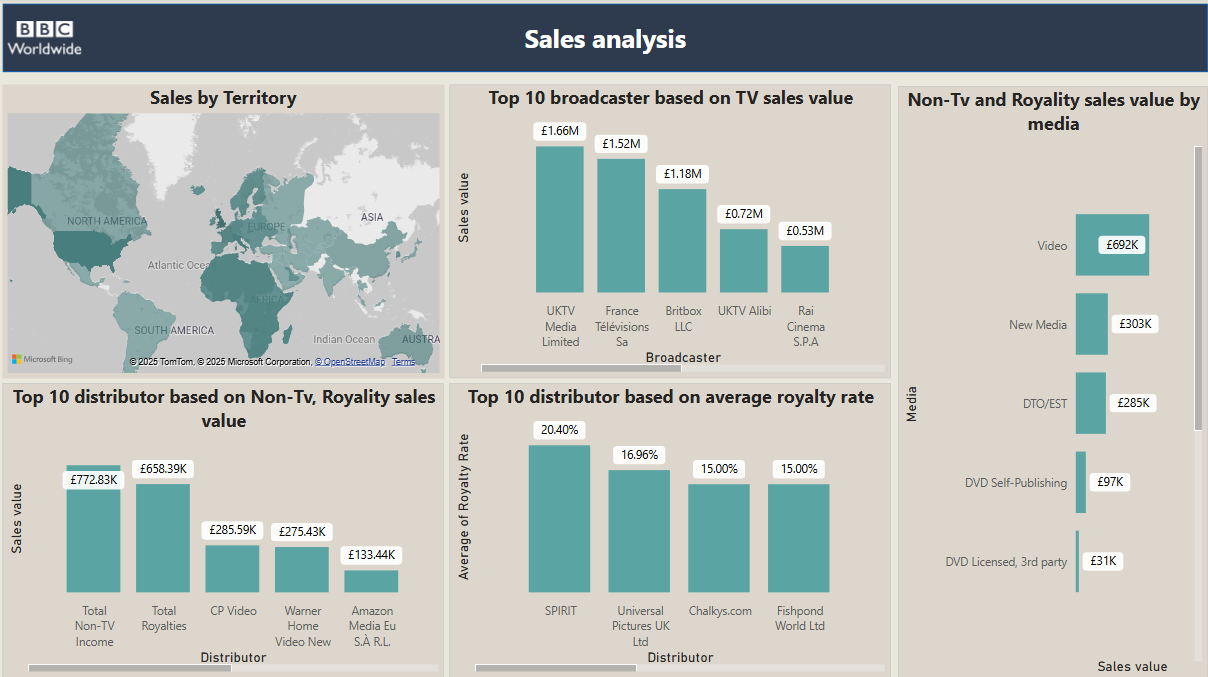 BBC
Worldwide
Sales analysis
Sales by Territory
NORTH AMERICA
EUROPE
ASIA
Atlantic Ocean
AFRICA
SOUTH AMERICA
Indian Ocean
AUSTRA
Microsoft Bing
© 2025 TomTom, © 2025 Microsoft Corporation, © OpenStreetMap Terms
Top 10 broadcaster based on TV sales value
Sales value
£1.66M
£1.52M
£1.18M
£0.72M
£0.53M
UKTV Media Limited
France Télévisions Sa
Britbox LLC
UKTV Alibi
Rai Cinema S.P.A
Broadcaster
Non-Tv and Royality sales value by
media
Media
Video
£692K
New Media
£303K
DTO/EST
£285K
DVD Self-Publishing
£97K
DVD Licensed, 3rd party
£31K
Sales value
Top 10 distributor based on Non-Tv, Royality sales
value
Sales value
£772.83K
£658.39K
£285.59K
£275.43K
£133.44K
Total Non-TV Income
Total Royalties
CP Video
Warner Home Video New
Amazon Media Eu S.À R.L.
Distributor
Top 10 distributor based on average royalty rate
Average of Royalty Rate
20.40%
16.96%
15.00%
15.00%
SPIRIT
Universal Pictures UK Ltd
Chalkys.com
Fishpond World Ltd
Distributor